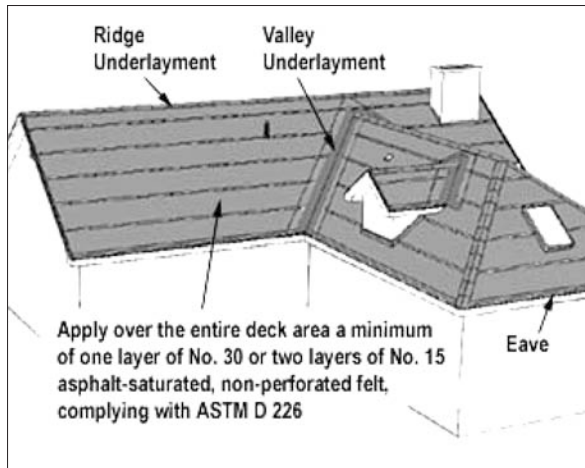 Ridge
Underlayment
Valley
Underlayment
Apply over the entire deck area a minimum
of one layer of No. 30 or two layers of No. 15
asphalt-saturated, non-perforated felt,
complying with ASTM D 226
Eave